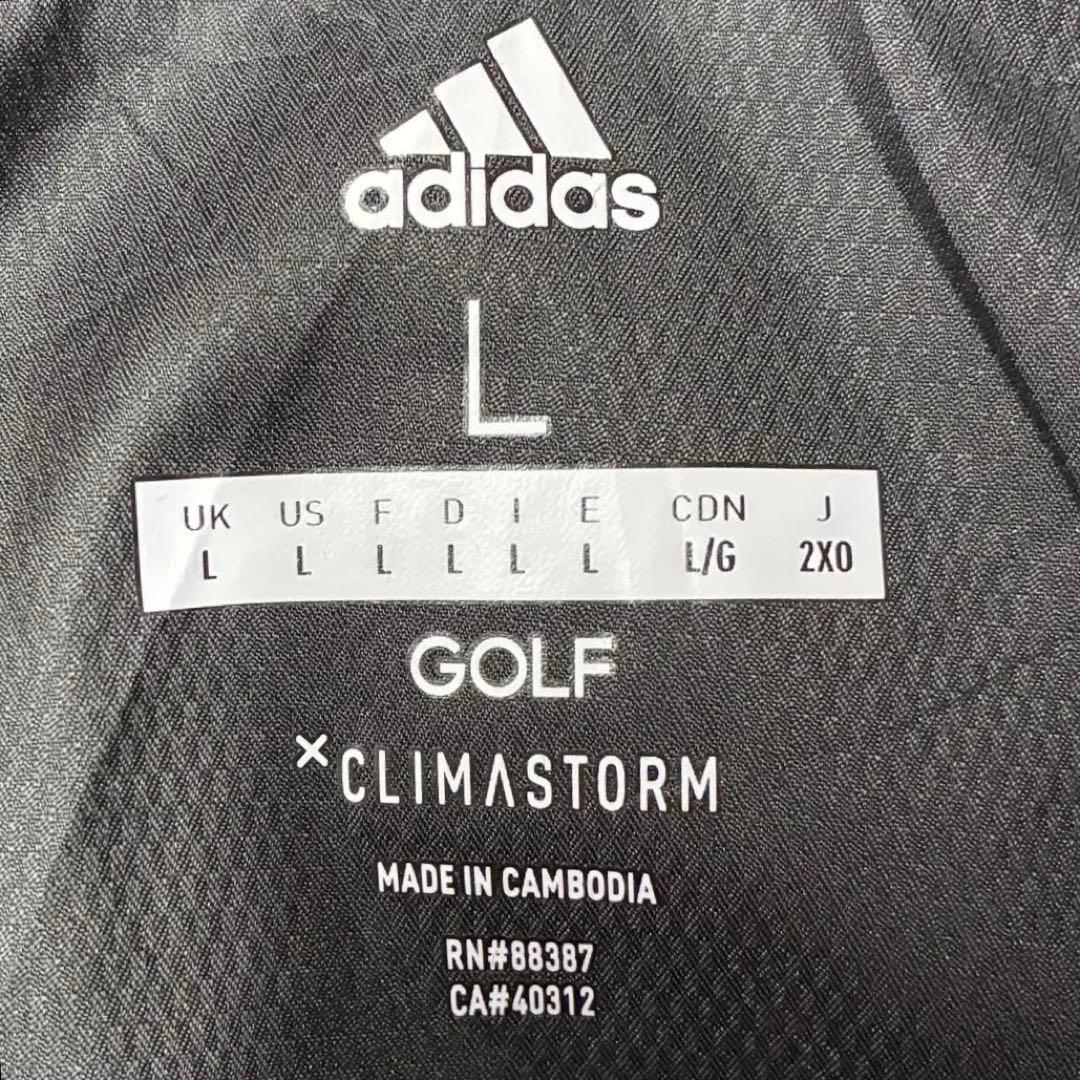 adidas
L
UK US F D I E CDN J
L L L L L L L/G 2XO
GOLF
×CLIMASTORM
MADE IN CAMBODIA
RN#88387
CA#40312